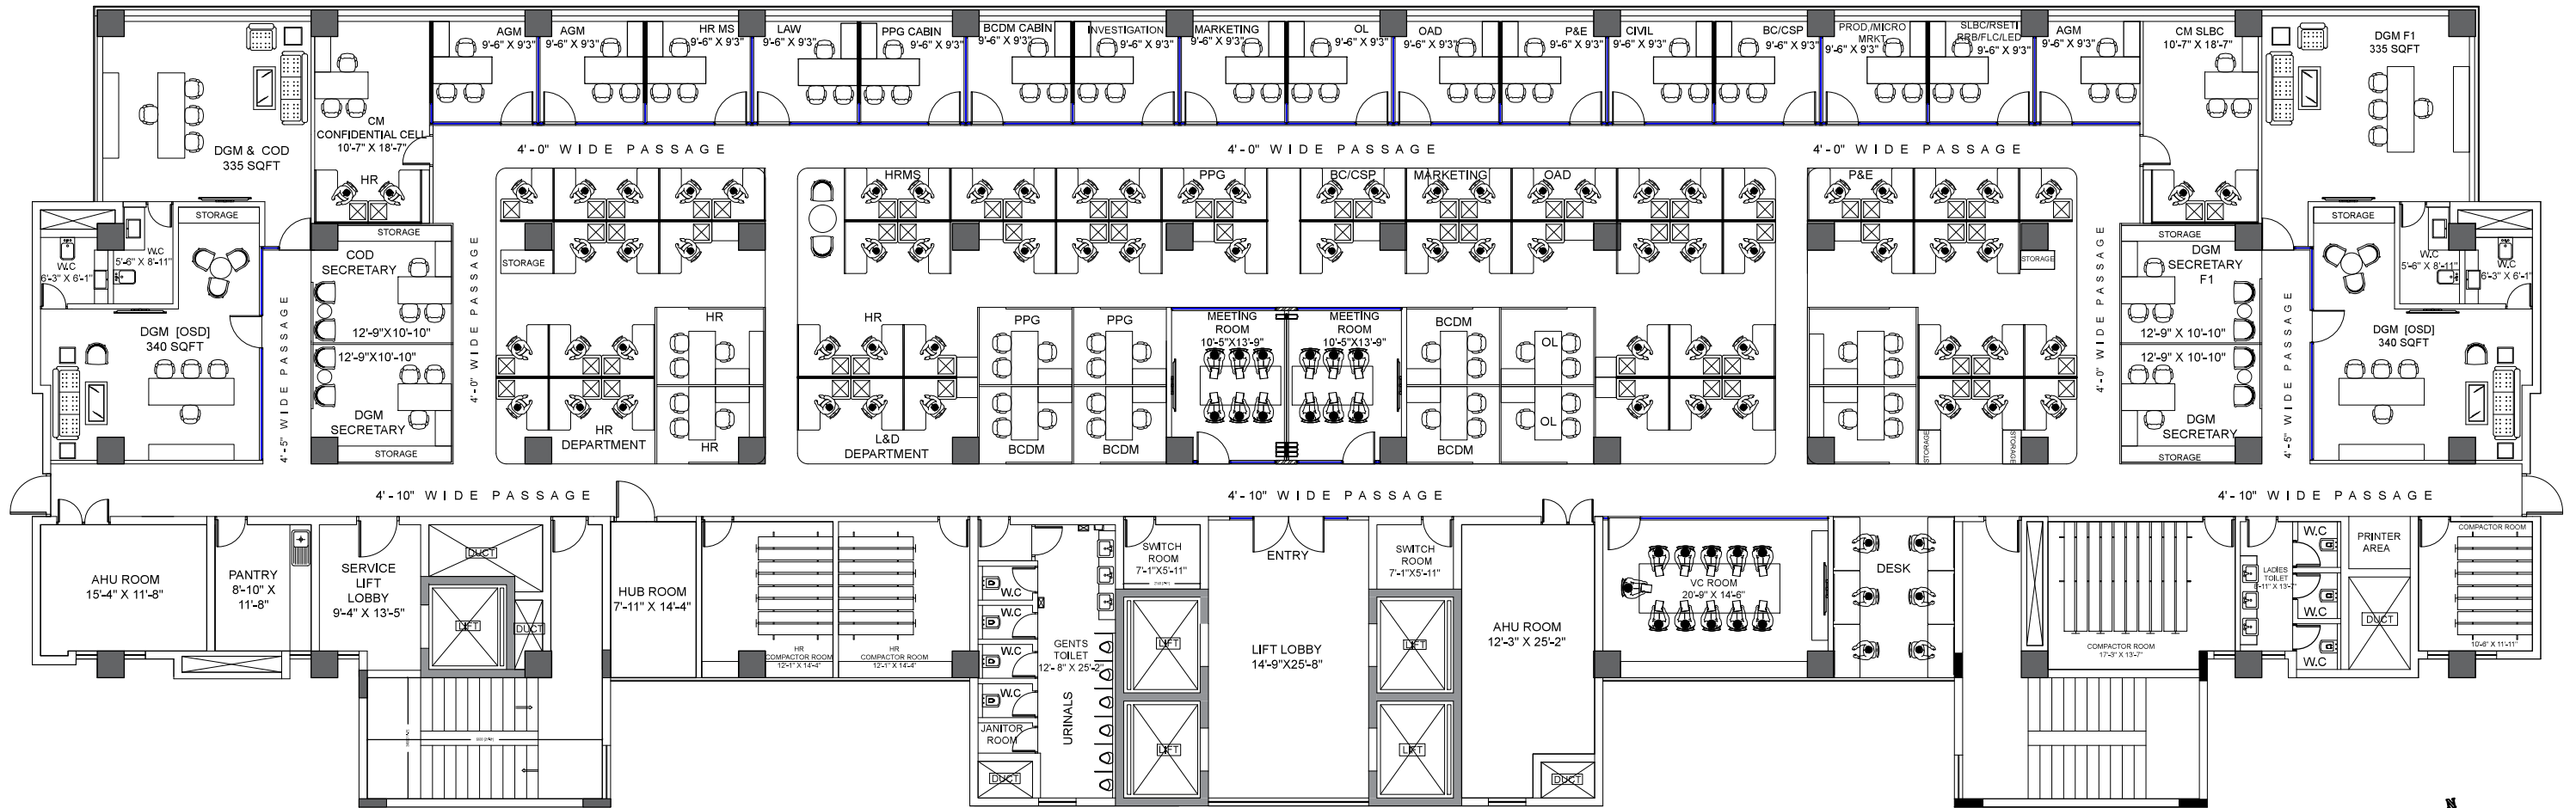 AGM
9'-6" X 9'3"
AGM
9'-6" X 9'3"
HR MS
9'-6" X 9'3"
LAW
9'-6" X 9'3"
PPG CABIN
9'-6" X 9'3"
BCDM CABIN
9'-6" X 9'3"
INVESTIGATION
9'-6" X 9'3"
MARKETING
9'-6" X 9'3"
OL
9'-6" X 9'3"
OAD
9'-6" X 9'3"
P&E
9'-6" X 9'3"
CIVIL
9'-6" X 9'3"
BC/CSP
9'-6" X 9'3"
PROD./MICRO
MRKT
9'-6" X 9'3"
SLBC/RSETI
RRB/FLC/LED
9'-6" X 9'3"
AGM
9'-6" X 9'3"
CM SLBC
10'-7" X 18'-7"
DGM F1
335 SQFT
DGM & COD
335 SQFT
CM
CONFIDENTIAL CELL
10'-7" X 18'-7"
HR
4'-0" WIDE PASSAGE
4'-0" WIDE PASSAGE
4'-0" WIDE PASSAGE
HRMS
PPG
BC/CSP
MARKETING
OAD
P&E
STORAGE
W.C
6'-3" X 6'-1"
W.C
5'-6" X 8'-11"
STORAGE
COD
SECRETARY
12'-9"X10'-10"
12'-9"X10'-10"
DGM
SECRETARY
STORAGE
DGM [OSD]
340 SQFT
4'-5" WIDE PASSAGE
4'-0" WIDE PASSAGE
STORAGE
HR
DEPARTMENT
HR
HR
HR
L&D
DEPARTMENT
PPG
BCDM
PPG
BCDM
MEETING
ROOM
10'-5"X13'-9"
MEETING
ROOM
10'-5"X13'-9"
BCDM
BCDM
OL
OL
STORAGE
STORAGE
STORAGE
4'-0" WIDE PASSAGE
STORAGE
DGM
SECRETARY
F1
12'-9" X 10'-10"
12'-9" X 10'-10"
DGM
SECRETARY
STORAGE
4'-5" WIDE PASSAGE
STORAGE
W.C
5'-6" X 8'-11"
W.C
6'-3" X 6'-1"
DGM [OSD]
340 SQFT
4'-10" WIDE PASSAGE
4'-10" WIDE PASSAGE
4'-10" WIDE PASSAGE
AHU ROOM
15'-4" X 11'-8"
PANTRY
8'-10" X
11'-8"
SERVICE
LIFT
LOBBY
9'-4" X 13'-5"
DUCT
LIFT
DUCT
HUB ROOM
7'-11" X 14'-4"
HR
COMPACTOR ROOM
12'-1" X 14'-4"
HR
COMPACTOR ROOM
12'-1" X 14'-4"
W.C
W.C
W.C
W.C
JANITOR
ROOM
DUCT
GENTS
TOILET
12'- 8" X 25'-2"
URINALS
SWITCH
ROOM
7'-1"X5'-11"
LIFT
LIFT
ENTRY
LIFT LOBBY
14'-9"X25'-8"
SWITCH
ROOM
7'-1"X5'-11"
LIFT
LIFT
AHU ROOM
12'-3" X 25'-2"
DUCT
VC ROOM
20'-9" X 14'-6"
DESK
COMPACTOR ROOM
17'-3" X 13'-7"
LADIES
TOILET
W.C
W.C
W.C
PRINTER
AREA
DUCT
COMPACTOR ROOM
10'-6" X 11'-11"
N